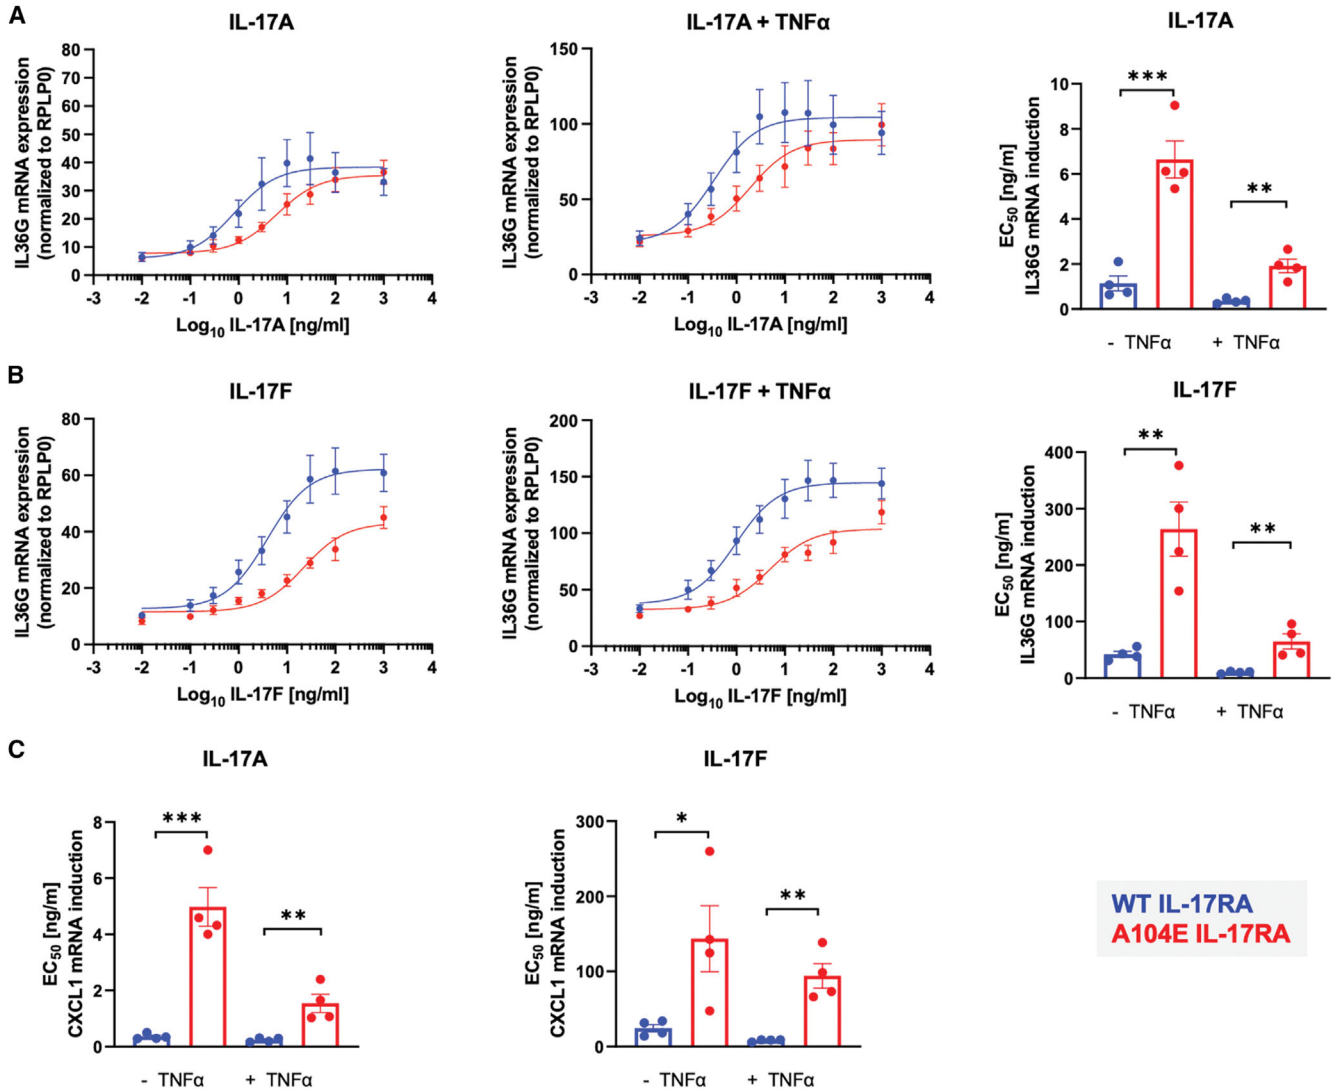 A
IL-17A
IL36G mRNA expression
(normalized to RPLP0)
80
70
60
50
40
30
20
10
0
-3 -2 -1 0 1 2 3 4
Log10 IL-17A [ng/ml]
IL-17A + TNFα
IL36G mRNA expression
(normalized to RPLP0)
150
100
50
0
-3 -2 -1 0 1 2 3 4
Log10 IL-17A [ng/ml]
IL-17A
EC50 [ng/m]
IL36G mRNA induction
10
8
6
4
2
0
***
**
- TNFα + TNFα
B
IL-17F
IL36G mRNA expression
(normalized to RPLP0)
80
60
40
20
0
-3 -2 -1 0 1 2 3 4
Log10 IL-17F [ng/ml]
IL-17F + TNFα
IL36G mRNA expression
(normalized to RPLP0)
200
150
100
50
0
-3 -2 -1 0 1 2 3 4
Log10 IL-17F [ng/ml]
IL-17F
EC50 [ng/m]
IL36G mRNA induction
400
300
200
100
0
**
**
- TNFα + TNFα
C
IL-17A
EC50 [ng/m]
CXCL1 mRNA induction
8
6
4
2
0
***
**
- TNFα + TNFα
IL-17F
EC50 [ng/m]
CXCL1 mRNA induction
300
200
100
0
*
**
- TNFα + TNFα
WT IL-17RA
A104E IL-17RA